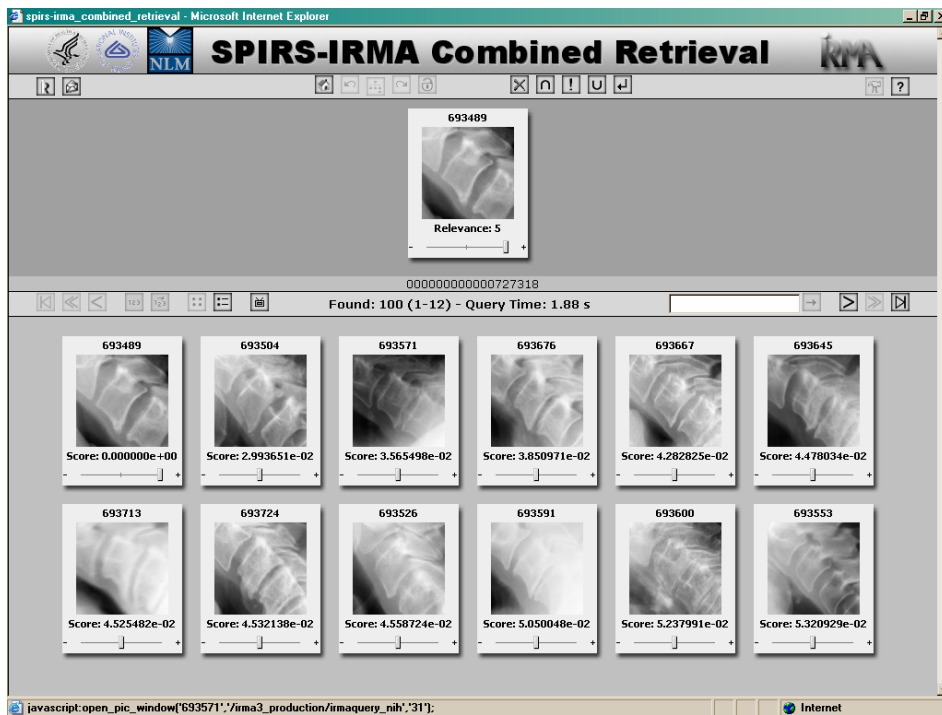 spirs-irma_combined_retrieval - Microsoft Internet Explorer
NLM
SPIRS-IRMA Combined Retrieval
IRMA
?
693489
Relevance: 5
- +
000000000000727318
123
Found: 100 (1-12) - Query Time: 1.88 s
693489 693504 693571 693676 693667 693645
Score: 0.000000e+00 Score: 2.993651e-02 Score: 3.565498e-02 Score: 3.850971e-02 Score: 4.282825e-02 Score: 4.478034e-02
- + - + - + - + - + - +
693713 693724 693526 693591 693600 693553
Score: 4.525482e-02 Score: 4.532138e-02 Score: 4.558724e-02 Score: 5.050048e-02 Score: 5.237991e-02 Score: 5.320929e-02
- + - + - + - + - + - +
javascript:open_pic_window('693571','/irma3_production/irmaquery_nih','31'); Internet